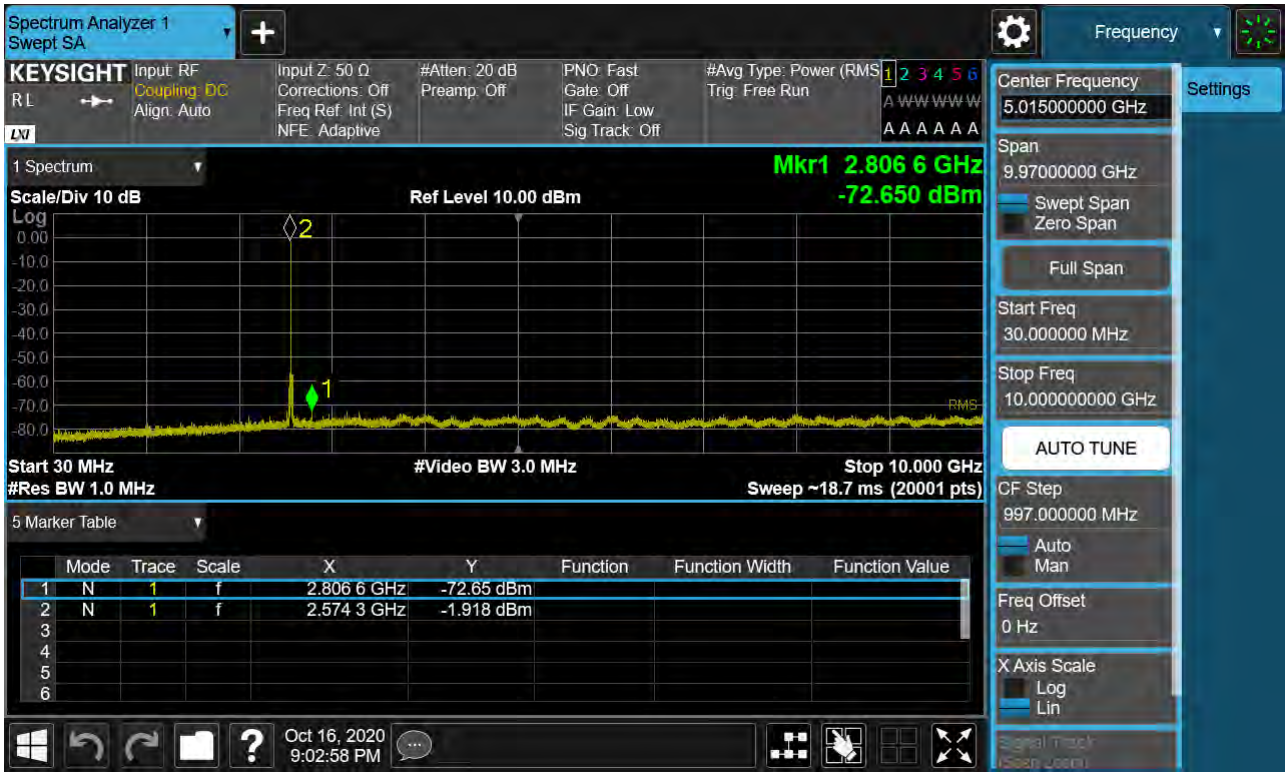 Spectrum Analyzer 1
Swept SA
Frequency
KEYSIGHT
RL
LXI
Input: RF
Coupling: DC
Align: Auto
Input Z: 50 Ω
Corrections: Off
Freq Ref: Int (S)
NFE: Adaptive
#Atten: 20 dB
Preamp: Off
PNO: Fast
Gate: Off
IF Gain: Low
Sig Track: Off
#Avg Type: Power (RMS
Trig: Free Run
1 2 3 4 5 6
A W W W W W
A A A A A A
1 Spectrum
Mkr1 2.806 6 GHz
Scale/Div 10 dB
Ref Level 10.00 dBm
-72.650 dBm
Log
0.00
-10.0
-20.0
-30.0
-40.0
-50.0
-60.0
-70.0
-80.0
2
1
RMS
Start 30 MHz
#Video BW 3.0 MHz
Stop 10.000 GHz
#Res BW 1.0 MHz
Sweep ~18.7 ms (20001 pts)
5 Marker Table
Mode Trace Scale X Y Function Function Width Function Value
1 N 1 f 2.806 6 GHz -72.65 dBm
2 N 1 f 2.574 3 GHz -1.918 dBm
3
4
5
6
?
Oct 16, 2020
9:02:58 PM
Center Frequency
5.015000000 GHz
Settings
Span
9.97000000 GHz
Swept Span
Zero Span
Full Span
Start Freq
30.000000 MHz
Stop Freq
10.000000000 GHz
AUTO TUNE
CF Step
997.000000 MHz
Auto
Man
Freq Offset
0 Hz
X Axis Scale
Log
Lin
Signal Track
(Span Zoom)